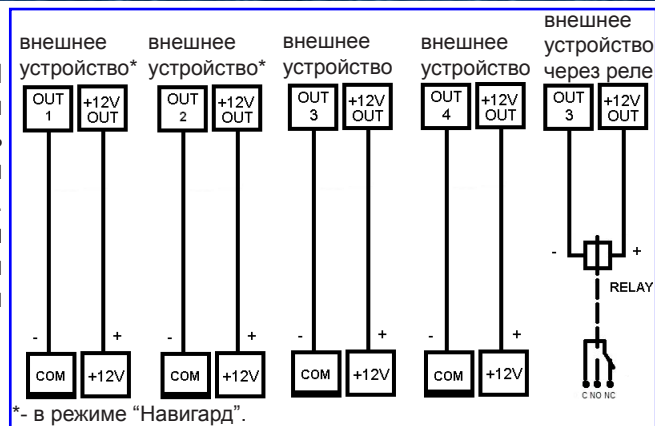 внешнее устройство*
внешнее устройство*
внешнее устройство
внешнее устройство
внешнее устройство через реле
OUT 1
+12V OUT
OUT 2
+12V OUT
OUT 3
+12V OUT
OUT 4
+12V OUT
OUT 3
+12V OUT
- +
RELAY
- +
- +
- +
- +
COM
+12V
COM
+12V
COM
+12V
COM
+12V
C NO NC
*- в режиме “Навигард”.